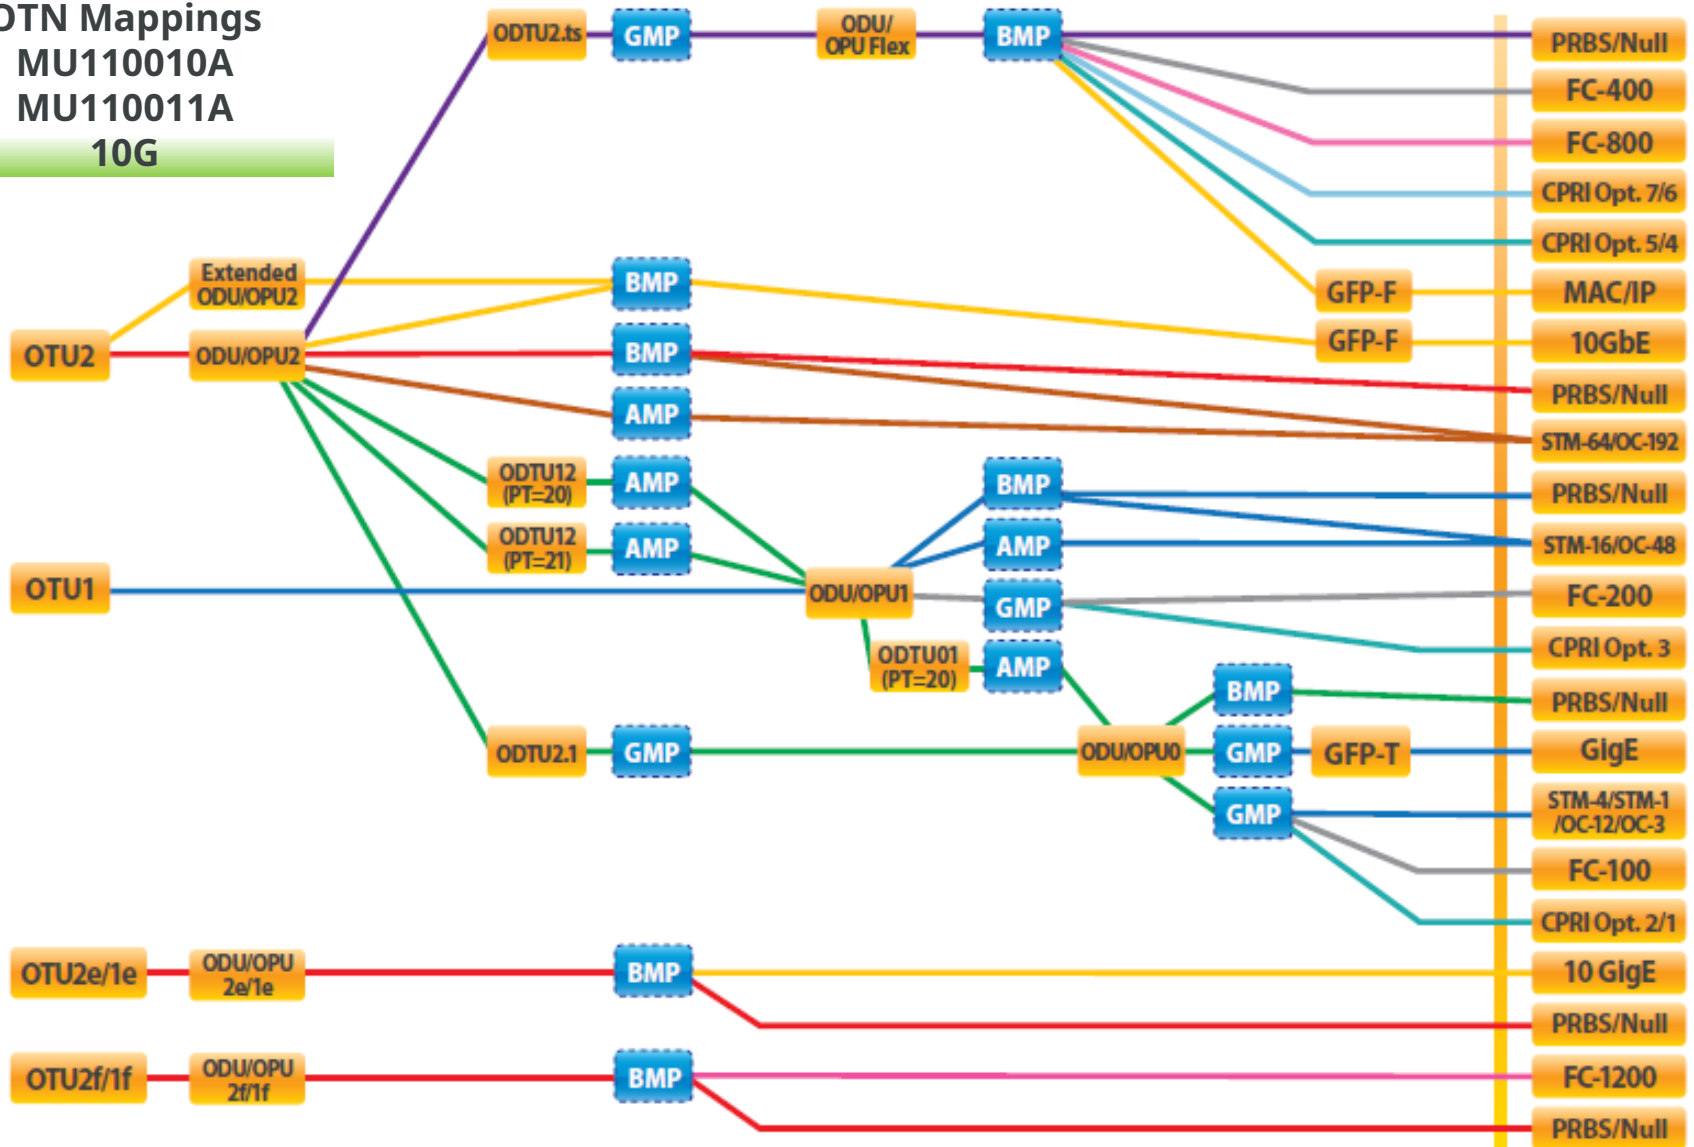 OTN Mappings
MU110010A
MU110011A
10G
ODTU2.ts
GMP
ODU/
OPU Flex
BMP
PRBS/Null
FC-400
FC-800
CPRI Opt. 7/6
CPRI Opt. 5/4
Extended
ODU/OPU2
BMP
GFP-F
MAC/IP
OTU2
ODU/OPU2
BMP
GFP-F
10GbE
PRBS/Null
AMP
STM-64/OC-192
ODTU12
(PT=20)
AMP
BMP
PRBS/Null
ODTU12
(PT=21)
AMP
AMP
STM-16/OC-48
OTU1
ODU/OPU1
GMP
FC-200
ODTU01
(PT=20)
AMP
CPRI Opt. 3
BMP
PRBS/Null
ODTU2.1
GMP
ODU/OPU0
GMP
GFP-T
GigE
GMP
STM-4/STM-1
/OC-12/OC-3
FC-100
CPRI Opt. 2/1
OTU2e/1e
ODU/OPU
2e/1e
BMP
10 GigE
PRBS/Null
OTU2f/1f
ODU/OPU
2f/1f
BMP
FC-1200
PRBS/Null